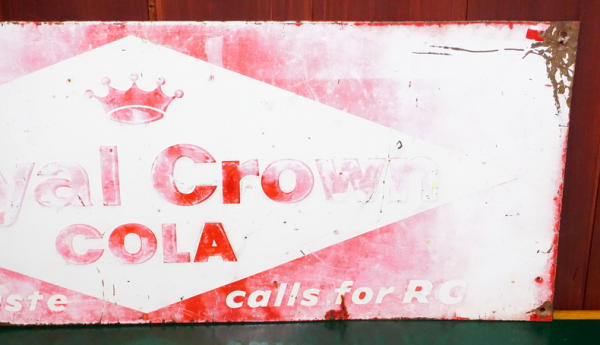 yal Crown
COLA
ste calls for RC